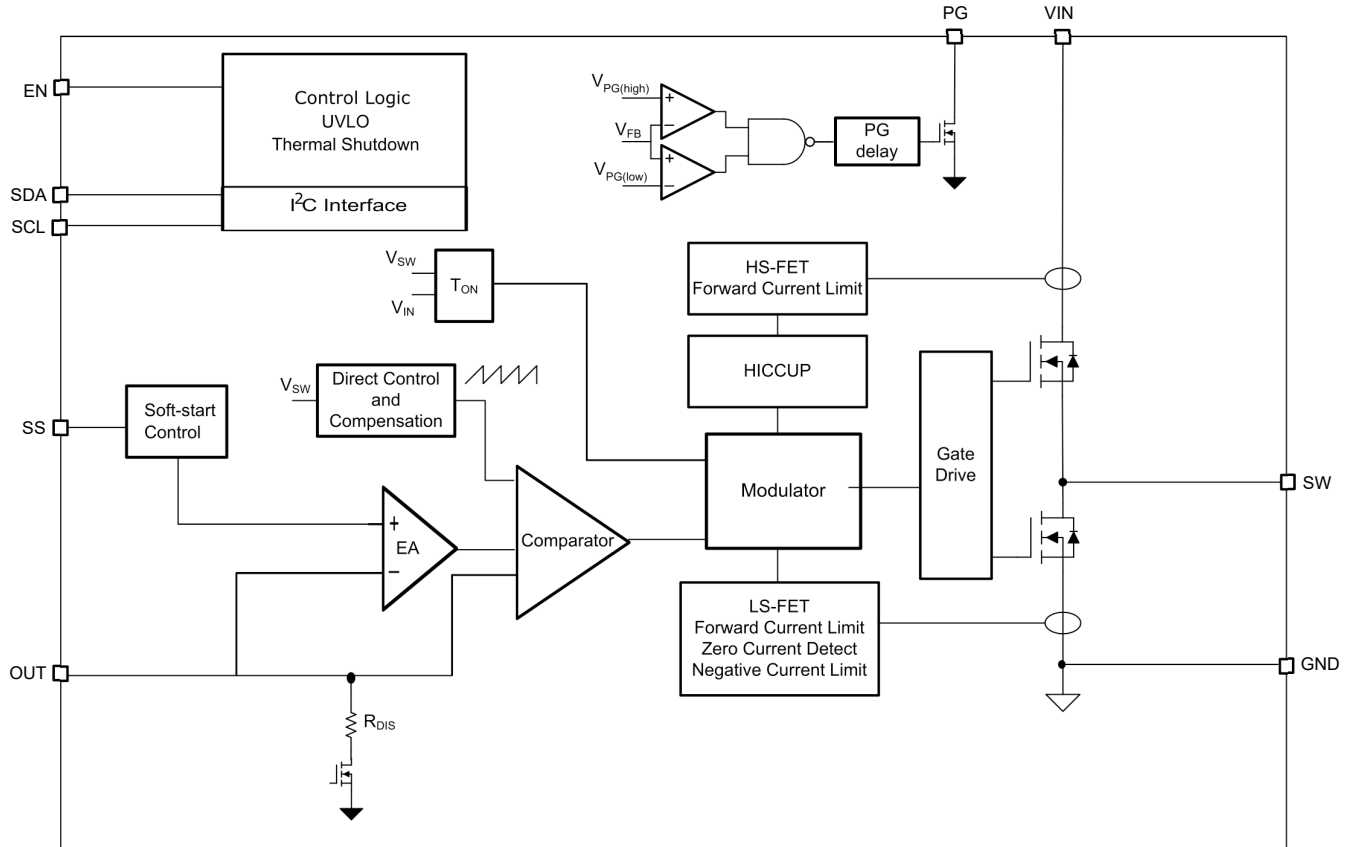 PG
VIN
EN
Control Logic
UVLO
Thermal Shutdown
V_PG(high)
+
−
V_FB
+
V_PG(low)
−
PG
delay
SDA
SCL
I²C Interface
V_SW
V_IN
T_ON
HS-FET
Forward Current Limit
HICCUP
V_SW
Direct Control
and
Compensation
SS
Soft-start
Control
Modulator
Gate
Drive
SW
+
EA
−
Comparator
LS-FET
Forward Current Limit
Zero Current Detect
Negative Current Limit
OUT
GND
R_DIS